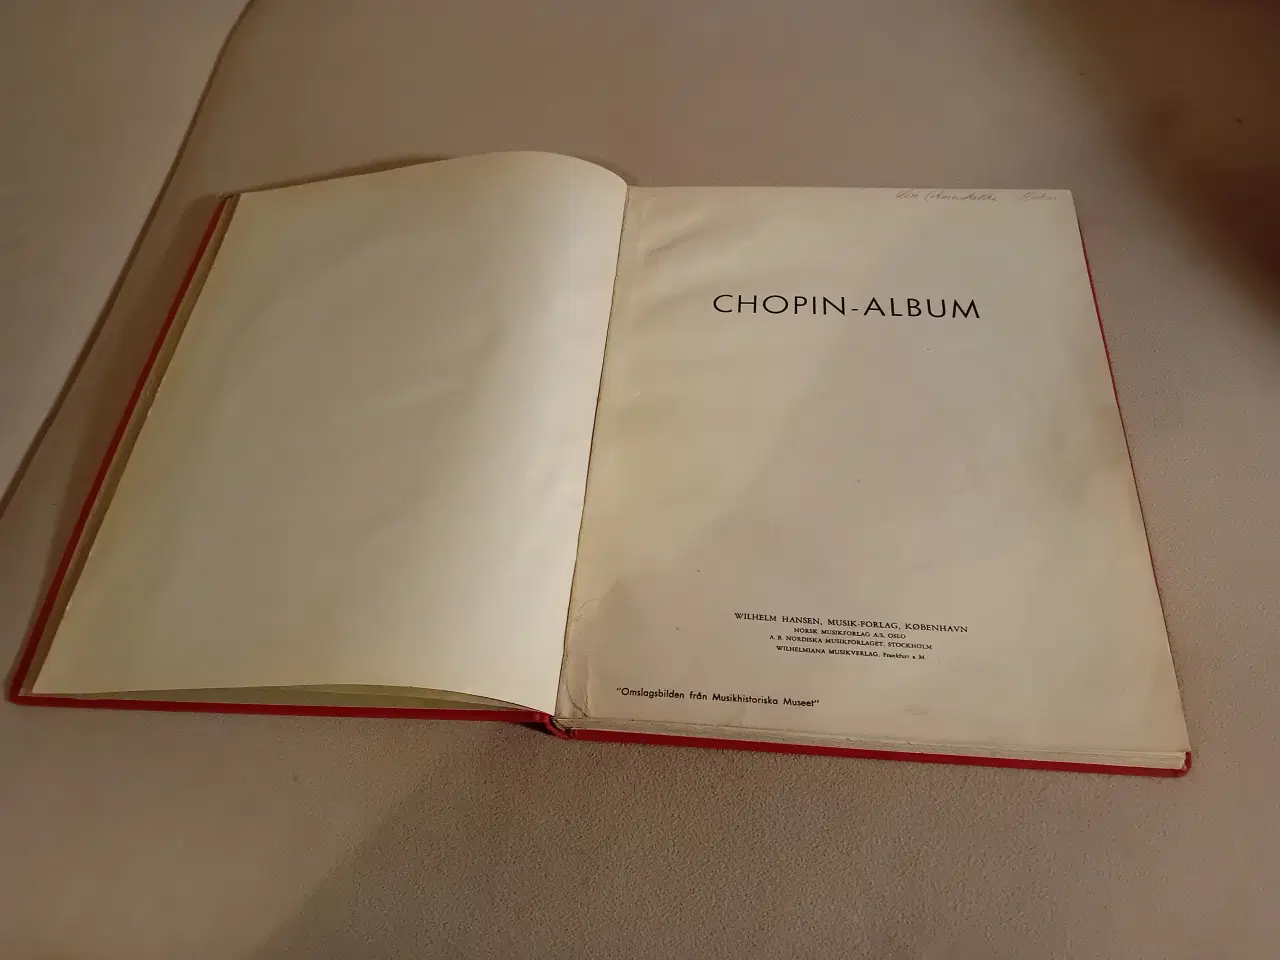 CHOPIN-ALBUM
WILHELM HANSEN, MUSIK-FORLAG, KØBENHAVN
NORSK MUSIKFORLAG A/S, OSLO
A. B. NORDISKA MUSIKFÖRLAGET, STOCKHOLM
WILHELMIANA MUSIKVERLAG, Frankfurt a. M
"Omslagsbilden från Musikhistoriska Museet"